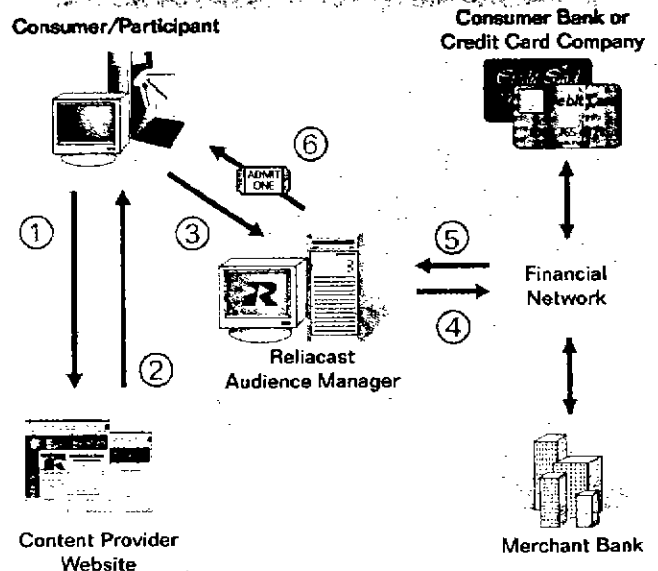 Consumer/Participant
Consumer Bank or
Credit Card Company
ADMIT
ONE
⑥
①
③
⑤
②
④
Financial
Network
Reliacast
Audience Manager
Content Provider
Website
Merchant Bank